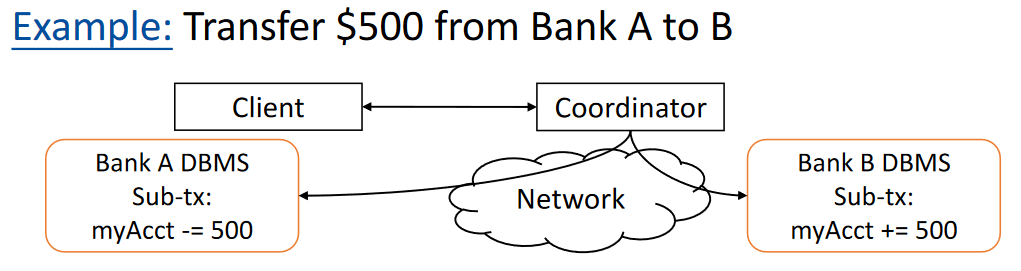 Example: Transfer $500 from Bank A to B
Client
Coordinator
Bank A DBMS
Sub-tx:
myAcct -= 500
Network
Bank B DBMS
Sub-tx:
myAcct += 500